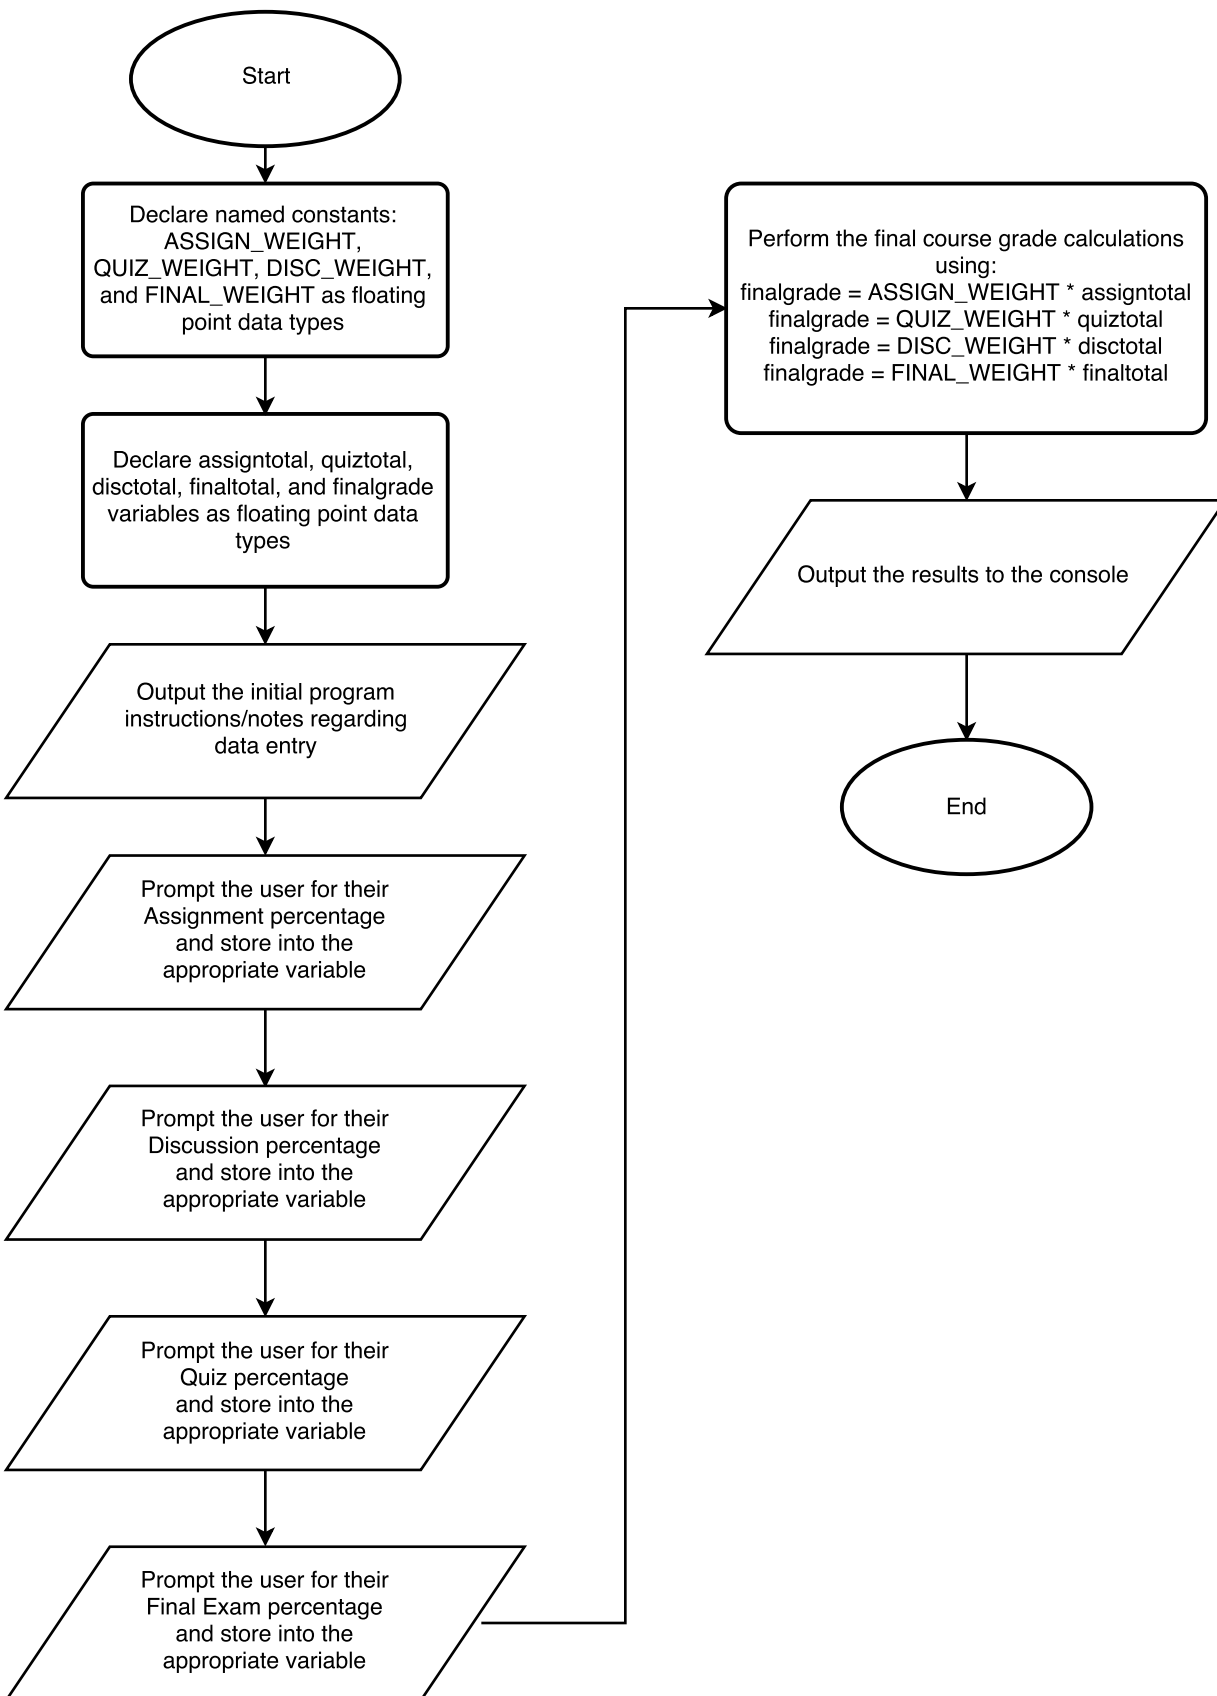 Start
Declare named constants:
ASSIGN_WEIGHT,
QUIZ_WEIGHT, DISC_WEIGHT,
and FINAL_WEIGHT as floating
point data types
Declare assigntotal, quiztotal,
disctotal, finaltotal, and finalgrade
variables as floating point data
types
Output the initial program
instructions/notes regarding
data entry
Prompt the user for their
Assignment percentage
and store into the
appropriate variable
Prompt the user for their
Discussion percentage
and store into the
appropriate variable
Prompt the user for their
Quiz percentage
and store into the
appropriate variable
Prompt the user for their
Final Exam percentage
and store into the
appropriate variable
Perform the final course grade calculations
using:
finalgrade = ASSIGN_WEIGHT * assigntotal
finalgrade = QUIZ_WEIGHT * quiztotal
finalgrade = DISC_WEIGHT * disctotal
finalgrade = FINAL_WEIGHT * finaltotal
Output the results to the console
End